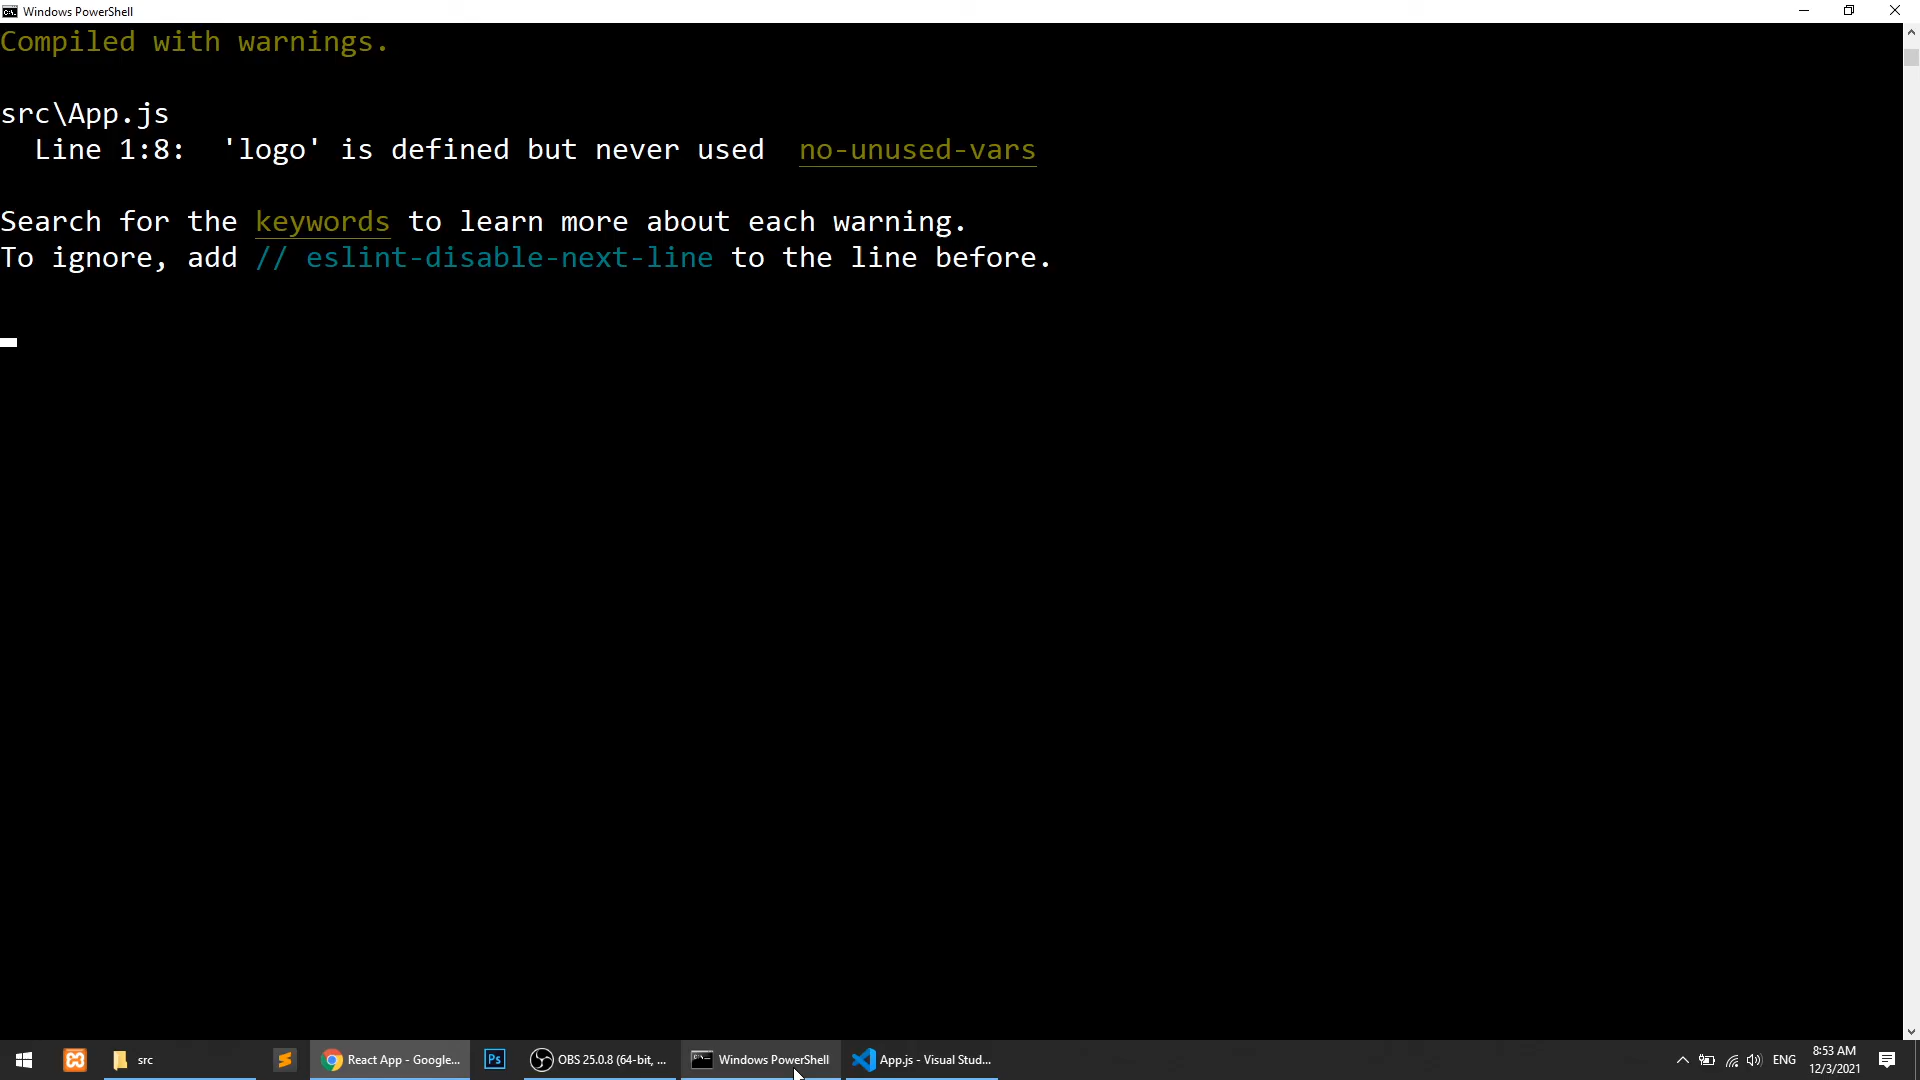 Windows PowerShell
Compiled with warnings.
src\App.js
Line 1:8:  'logo' is defined but never used  no-unused-vars
Search for the keywords to learn more about each warning.
To ignore, add // eslint-disable-next-line to the line before.
src
React App - Google...
Ps
OBS 25.0.8 (64-bit, ...
Windows PowerShell
App.js - Visual Stud...
ENG
8:53 AM
12/3/2021